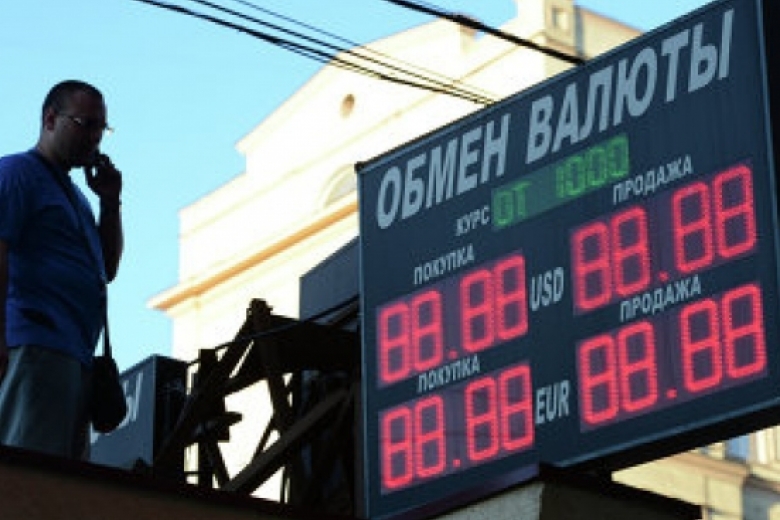 ОБМЕН ВАЛЮТЫ
КУРС ОТ 1000
ПОКУПКА ПРОДАЖА
88.88 USD 88.88
ПОКУПКА ПРОДАЖА
88.88 EUR 88.88
Ы